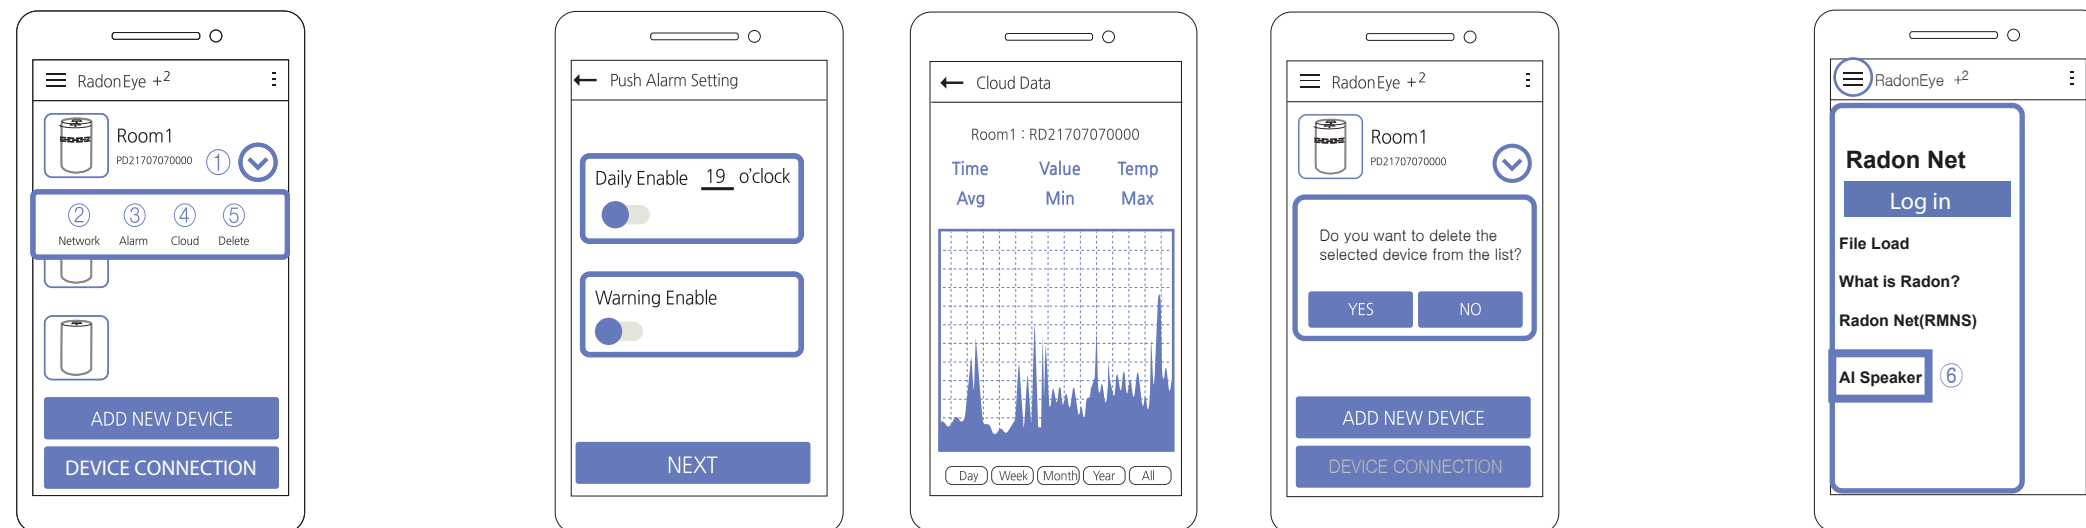 RadonEye +2
Room1
PD21707070000
①
② ③ ④ ⑤
Network Alarm Cloud Delete
ADD NEW DEVICE
DEVICE CONNECTION
Push Alarm Setting
Daily Enable 19 o'clock
Warning Enable
NEXT
Cloud Data
Room1 : RD21707070000
Time Value Temp
Avg Min Max
Day Week Month Year All
RadonEye +2
Room1
PD21707070000
Do you want to delete the
selected device from the list?
YES NO
ADD NEW DEVICE
DEVICE CONNECTION
RadonEye +2
Radon Net
Log in
File Load
What is Radon?
Radon Net(RMNS)
AI Speaker ⑥